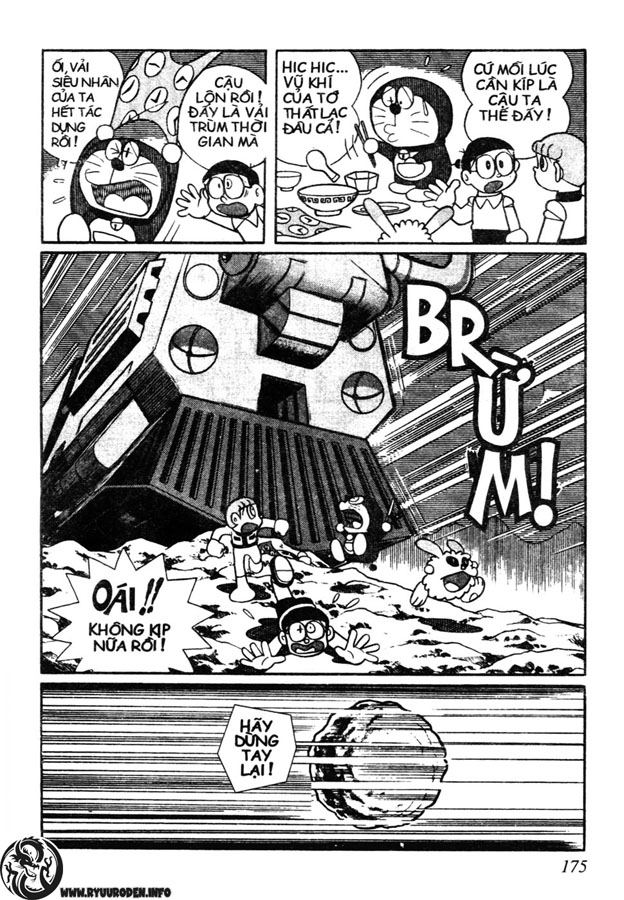 ỐI, VẢI
SIÊU NHÂN
CỦA TA
HẾT TÁC
DỤNG
RỒI!
CẬU
LỘN RỒI!
ĐẤY LÀ VẢI
TRÙM THỜI
GIAN MÀ
HIC HIC...
VŨ KHÍ
CỦA TỚ
THẤT LẠC
ĐÂU CẢ!
CỨ MỖI LÚC
CẦN KÍP LÀ
CẬU TA
THẾ ĐẤY!
BRỪM!
OÁI!!
KHÔNG KỊP
NỮA RỒI!
HÃY
DỪNG
TAY
LẠI!
175
WWW.RYUURODEN.INFO